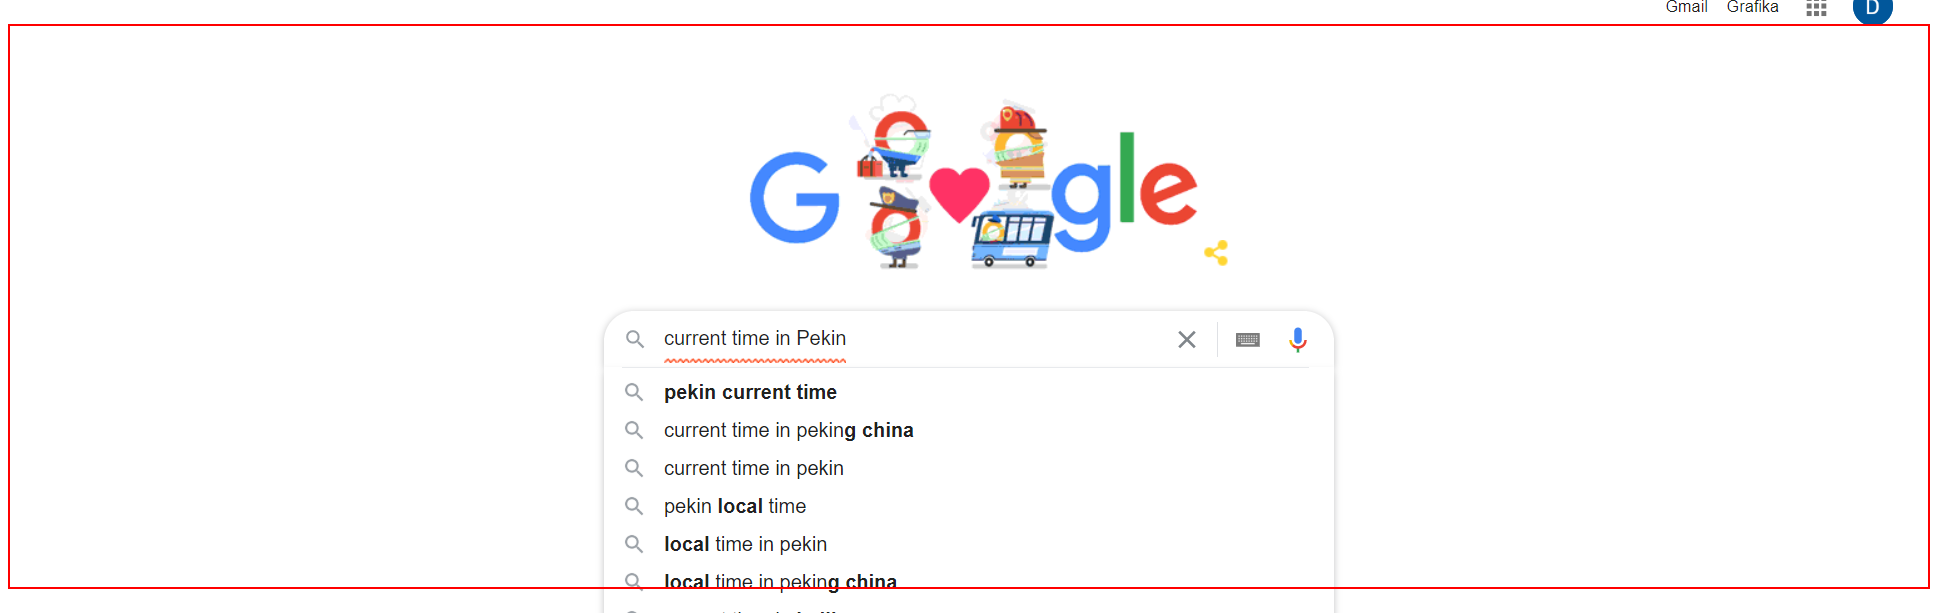 Gmail Grafika D
Google
current time in Pekin
pekin current time
current time in peking china
current time in pekin
pekin local time
local time in pekin
local time in peking china